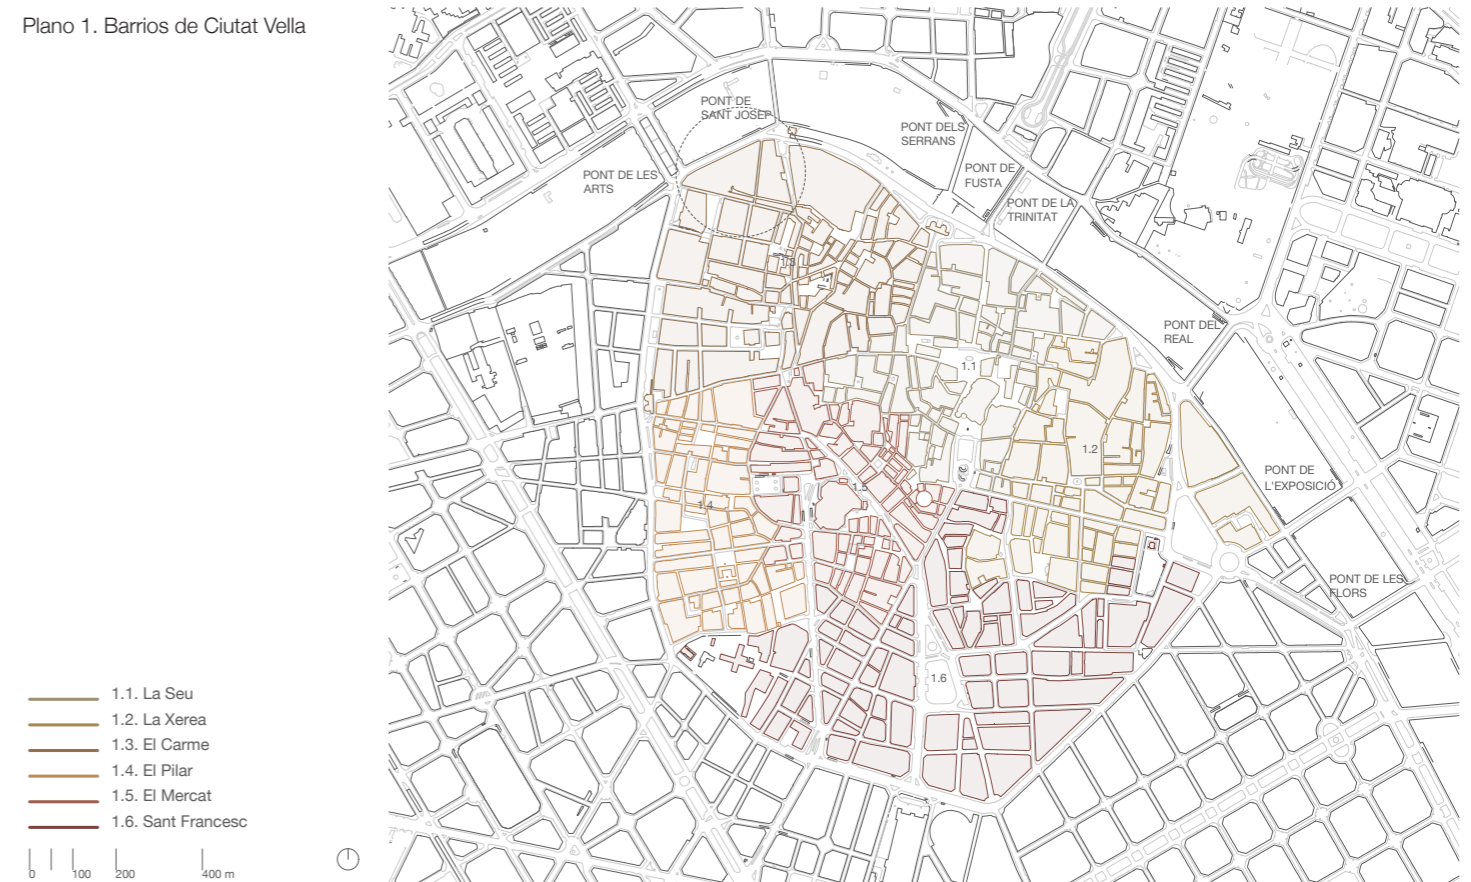 Plano 1. Barrios de Ciutat Vella
PONT DE
SANT JOSEP
PONT DELS
SERRANS
PONT DE LES
ARTS
PONT DE
FUSTA
PONT DE LA
TRINITAT
1.3
PONT DEL
REAL
1.1
1.2
PONT DE
L'EXPOSICIÓ
1.5
1.4
PONT DE LES
FLORS
1.6
1.1. La Seu
1.2. La Xerea
1.3. El Carme
1.4. El Pilar
1.5. El Mercat
1.6. Sant Francesc
0 100 200 400 m